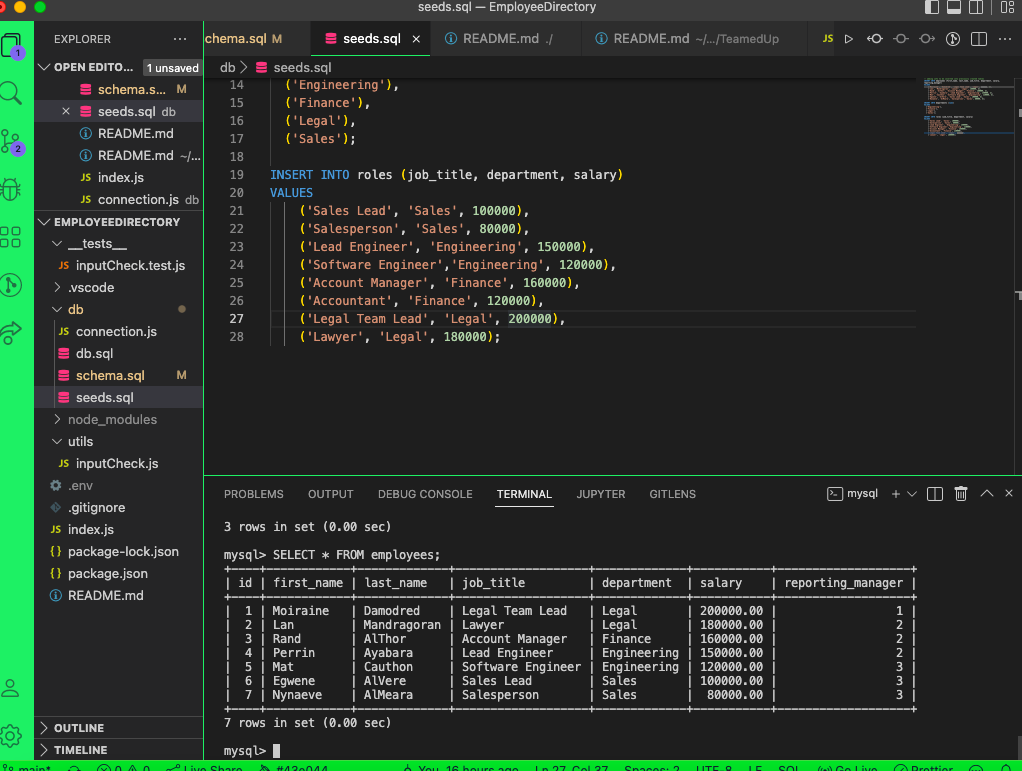 seeds.sql — EmployeeDirectory
EXPLORER ···
chema.sql M
seeds.sql ×
README.md ./
README.md ~/.../TeamedUp
JS
OPEN EDITO... 1 unsaved
schema.s... M
× seeds.sql db
README.md
README.md ~/...
JS index.js
JS connection.js db
EMPLOYEEDIRECTORY
__tests__
JS inputCheck.test.js
.vscode
db
JS connection.js
db.sql
schema.sql M
seeds.sql
node_modules
utils
JS inputCheck.js
.env
.gitignore
JS index.js
{} package-lock.json
{} package.json
README.md
OUTLINE
TIMELINE
1
2
db > seeds.sql
14 ('Engineering'),
15 ('Finance'),
16 ('Legal'),
17 ('Sales');
18
19 INSERT INTO roles (job_title, department, salary)
20 VALUES
21 ('Sales Lead', 'Sales', 100000),
22 ('Salesperson', 'Sales', 80000),
23 ('Lead Engineer', 'Engineering', 150000),
24 ('Software Engineer','Engineering', 120000),
25 ('Account Manager', 'Finance', 160000),
26 ('Accountant', 'Finance', 120000),
27 ('Legal Team Lead', 'Legal', 200000),
28 ('Lawyer', 'Legal', 180000);
PROBLEMS OUTPUT DEBUG CONSOLE TERMINAL JUPYTER GITLENS
mysql
3 rows in set (0.00 sec)
mysql> SELECT * FROM employees;
| id | first_name | last_name | job_title | department | salary | reporting_manager |
| 1 | Moiraine | Damodred | Legal Team Lead | Legal | 200000.00 | 1 |
| 2 | Lan | Mandragoran | Lawyer | Legal | 180000.00 | 2 |
| 3 | Rand | AlThor | Account Manager | Finance | 160000.00 | 2 |
| 4 | Perrin | Ayabara | Lead Engineer | Engineering | 150000.00 | 2 |
| 5 | Mat | Cauthon | Software Engineer | Engineering | 120000.00 | 3 |
| 6 | Egwene | AlVere | Sales Lead | Sales | 100000.00 | 3 |
| 7 | Nynaeve | AlMeara | Salesperson | Sales | 80000.00 | 3 |
7 rows in set (0.00 sec)
mysql>
main* 0 0 Live Share #43e044 You, 16 hours ago Ln 27, Col 37 Spaces: 2 UTF-8 LF SQL Go Live Prettier